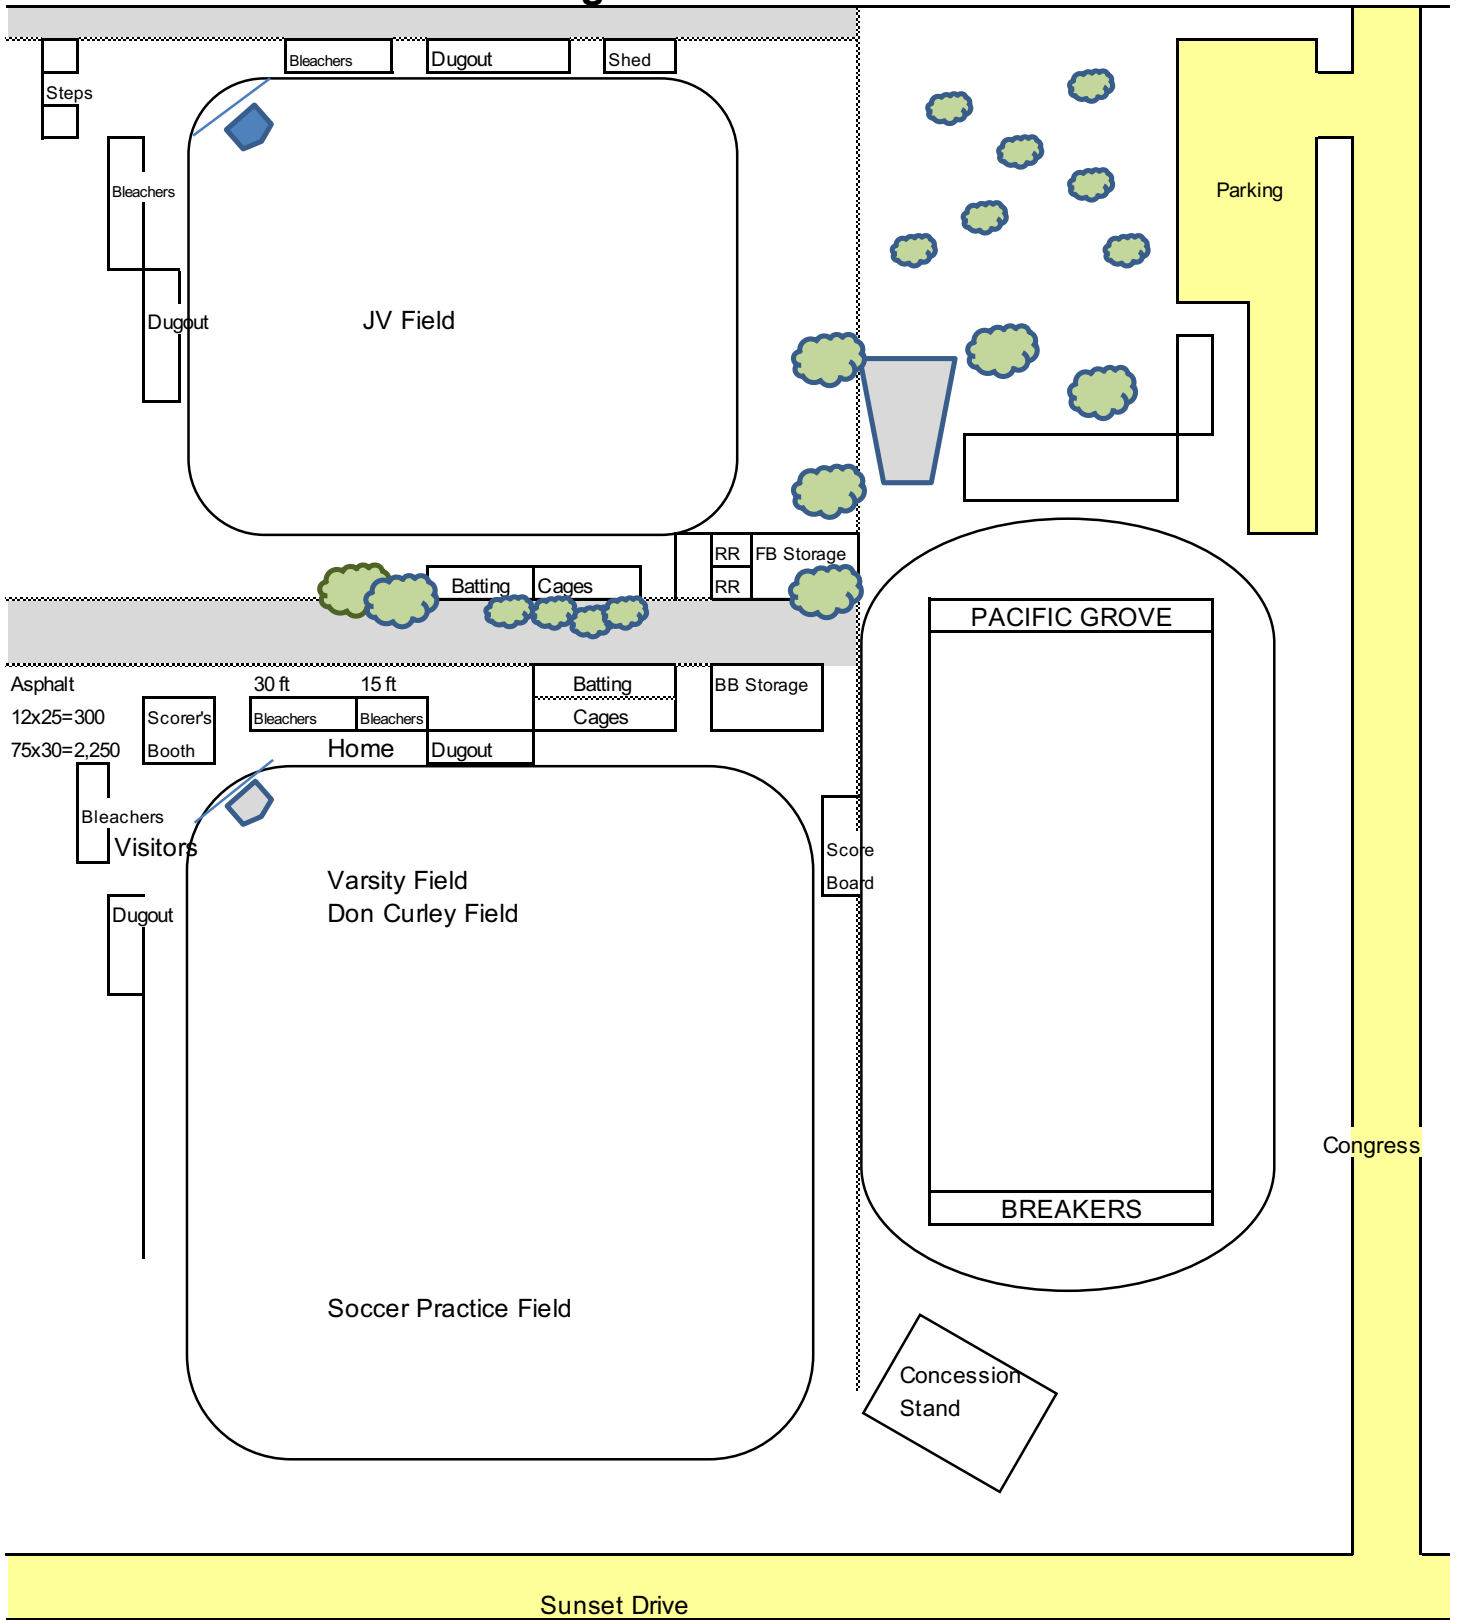 Bleachers
Dugout
Shed
Steps
Bleachers
Parking
Dugout
JV Field
RR
FB Storage
Batting
Cages
RR
PACIFIC GROVE
Asphalt
30 ft
15 ft
Batting
BB Storage
12x25=300
Scorer's
Bleachers
Bleachers
Cages
75x30=2,250
Booth
Home
Dugout
Bleachers
Visitors
Score
Board
Varsity Field
Dugout
Don Curley Field
Congress
BREAKERS
Soccer Practice Field
Concession
Stand
Sunset Drive